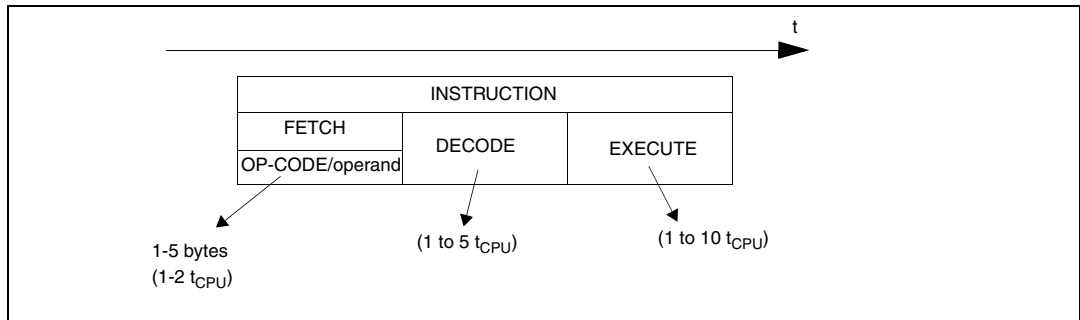 t
INSTRUCTION
FETCH
DECODE
EXECUTE
OP-CODE/operand
1-5 bytes
(1-2 tCPU)
(1 to 5 tCPU)
(1 to 10 tCPU)